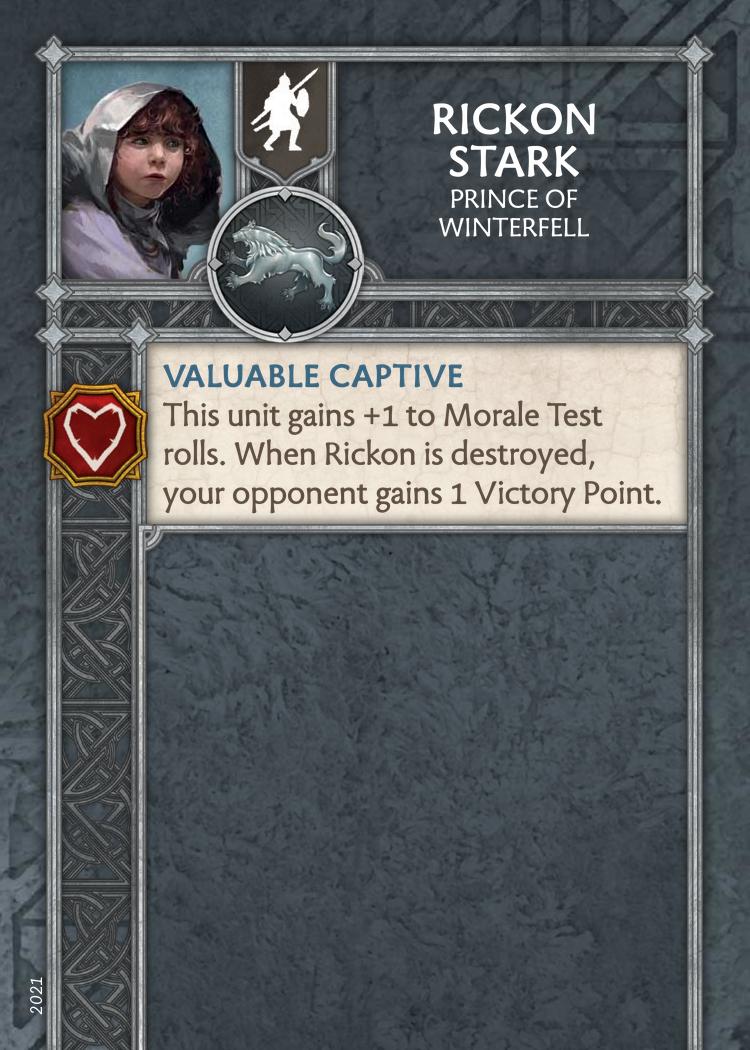 RICKON
STARK
PRINCE OF
WINTERFELL
VALUABLE CAPTIVE
This unit gains +1 to Morale Test
rolls. When Rickon is destroyed,
your opponent gains 1 Victory Point.
2021